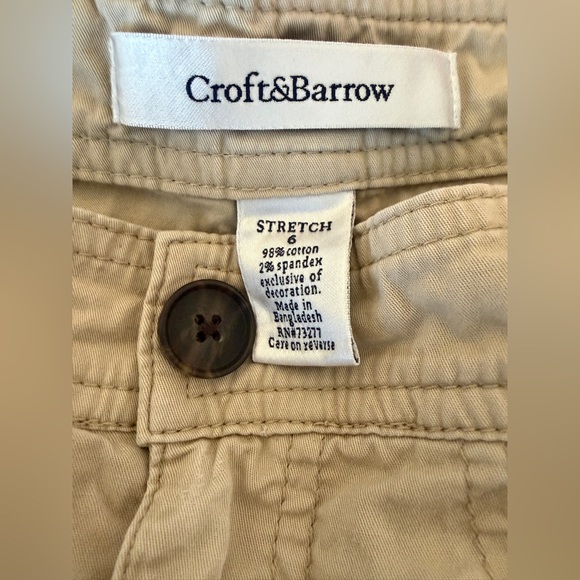 Croft&Barrow
STRETCH
6
98% cotton
2% spandex
exclusive of
decoration.
Made in
Bangladesh
RN#73277
Care on reverse